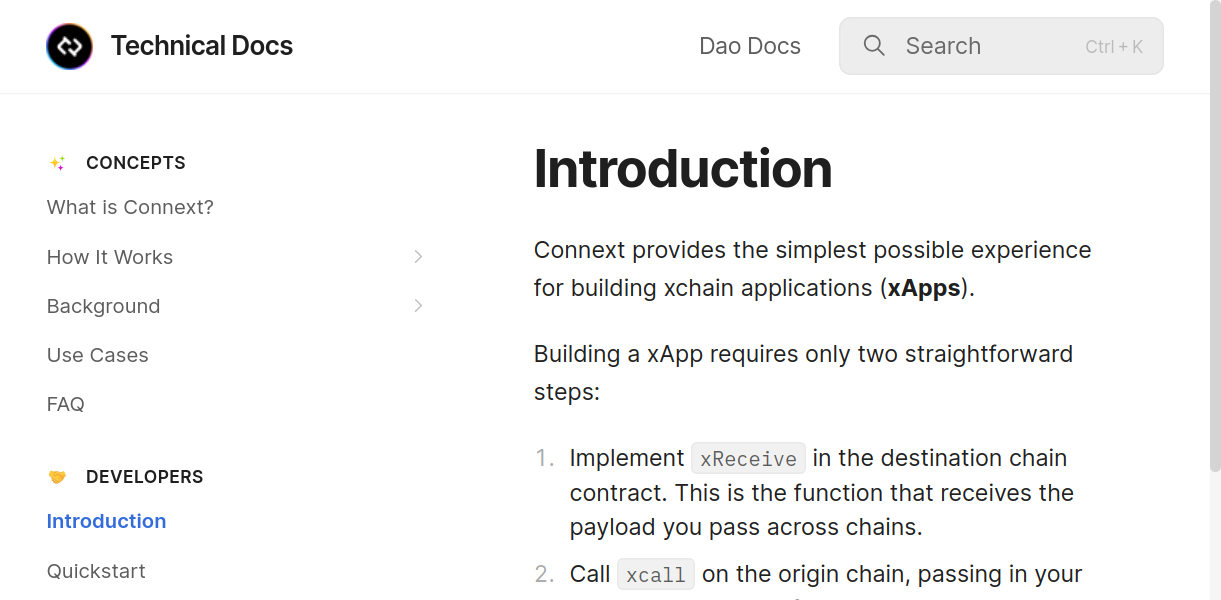 Technical Docs
Dao Docs
Search
Ctrl + K
CONCEPTS
What is Connext?
How It Works
Background
Use Cases
FAQ
DEVELOPERS
Introduction
Quickstart
Introduction
Connext provides the simplest possible experience
for building xchain applications (xApps).
Building a xApp requires only two straightforward
steps:
1. Implement xReceive in the destination chain
contract. This is the function that receives the
payload you pass across chains.
2. Call xcall on the origin chain, passing in your